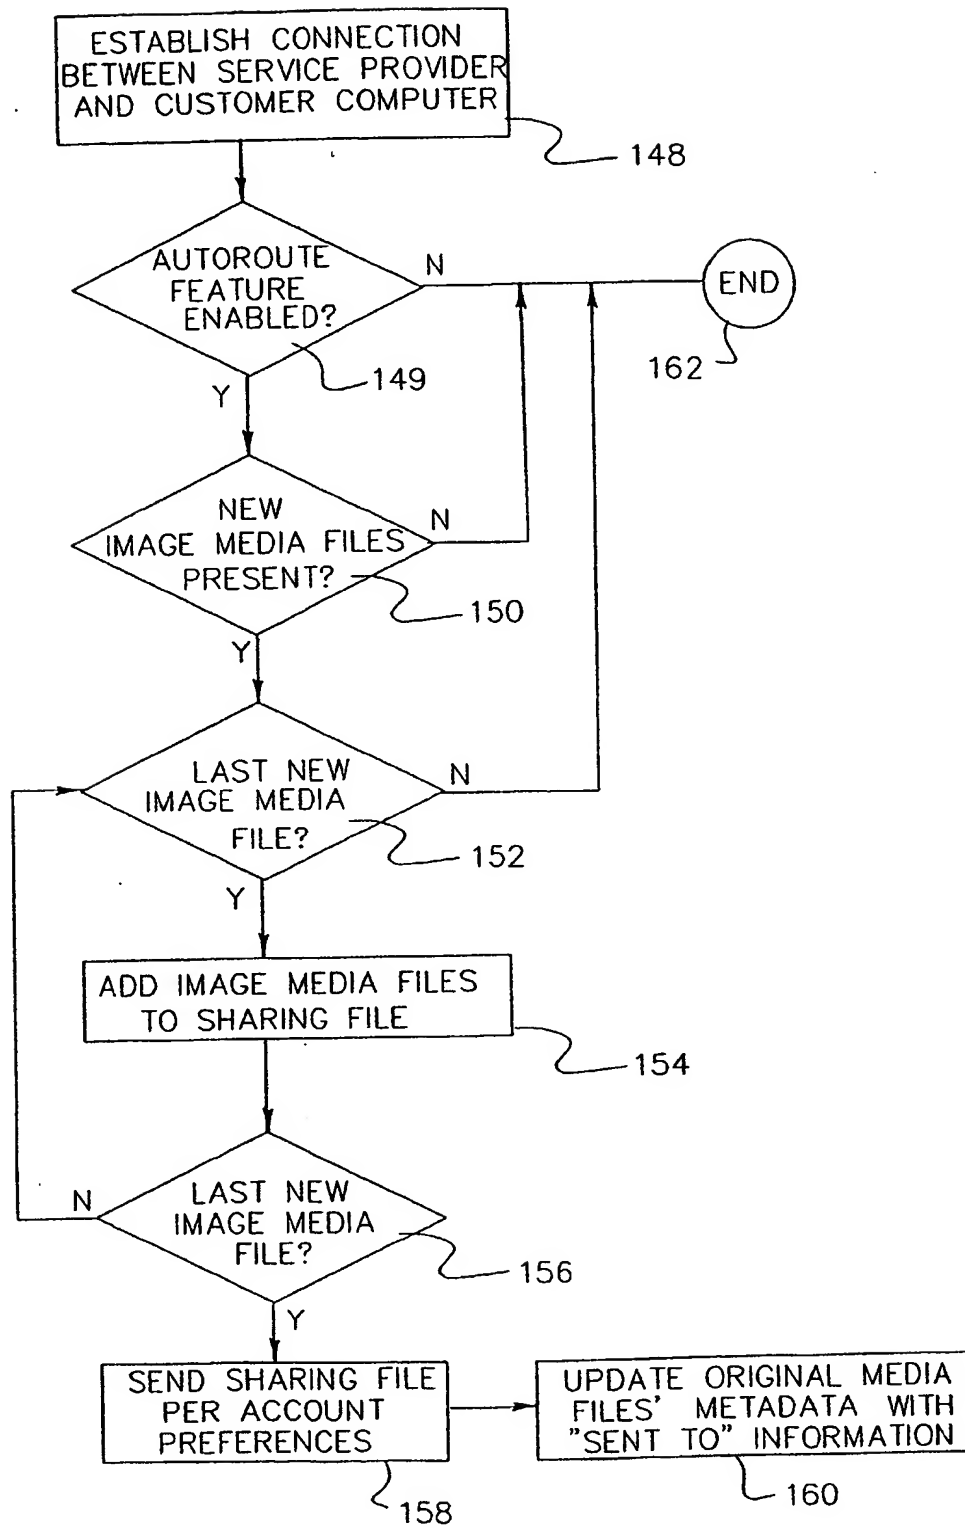 ESTABLISH CONNECTION
BETWEEN SERVICE PROVIDER
AND CUSTOMER COMPUTER
148
AUTOROUTE
FEATURE
ENABLED?
N
END
149
162
Y
NEW
IMAGE MEDIA FILES
PRESENT?
N
150
Y
LAST NEW
IMAGE MEDIA
FILE?
N
152
Y
ADD IMAGE MEDIA FILES
TO SHARING FILE
154
LAST NEW
IMAGE MEDIA
FILE?
N
156
Y
SEND SHARING FILE
PER ACCOUNT
PREFERENCES
158
UPDATE ORIGINAL MEDIA
FILES' METADATA WITH
"SENT TO" INFORMATION
160